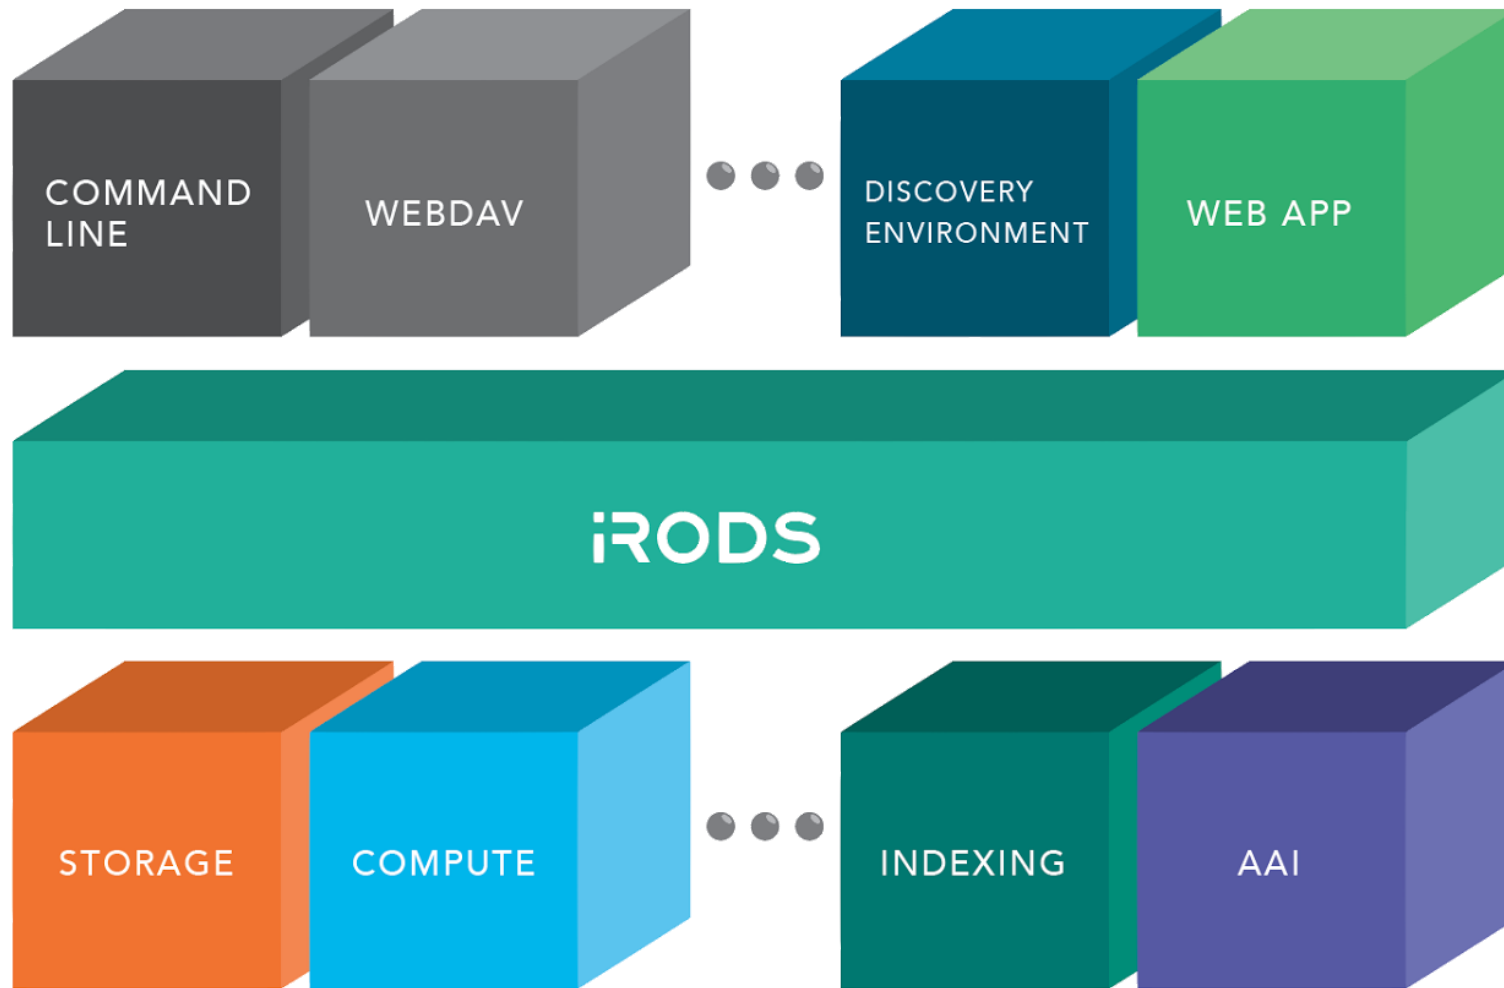 COMMAND
LINE
WEBDAV
DISCOVERY
ENVIRONMENT
WEB APP
iRODS
STORAGE
COMPUTE
INDEXING
AAI